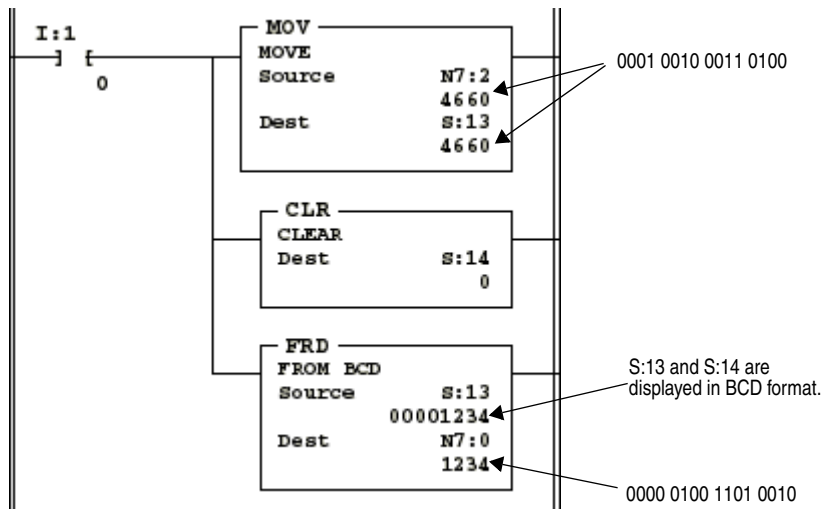 I:1
] [
0
MOV
MOVE
Source N7:2
4660
Dest S:13
4660
0001 0010 0011 0100
CLR
CLEAR
Dest S:14
0
FRD
FROM BCD
Source S:13
00001234
Dest N7:0
1234
S:13 and S:14 are
displayed in BCD format.
0000 0100 1101 0010